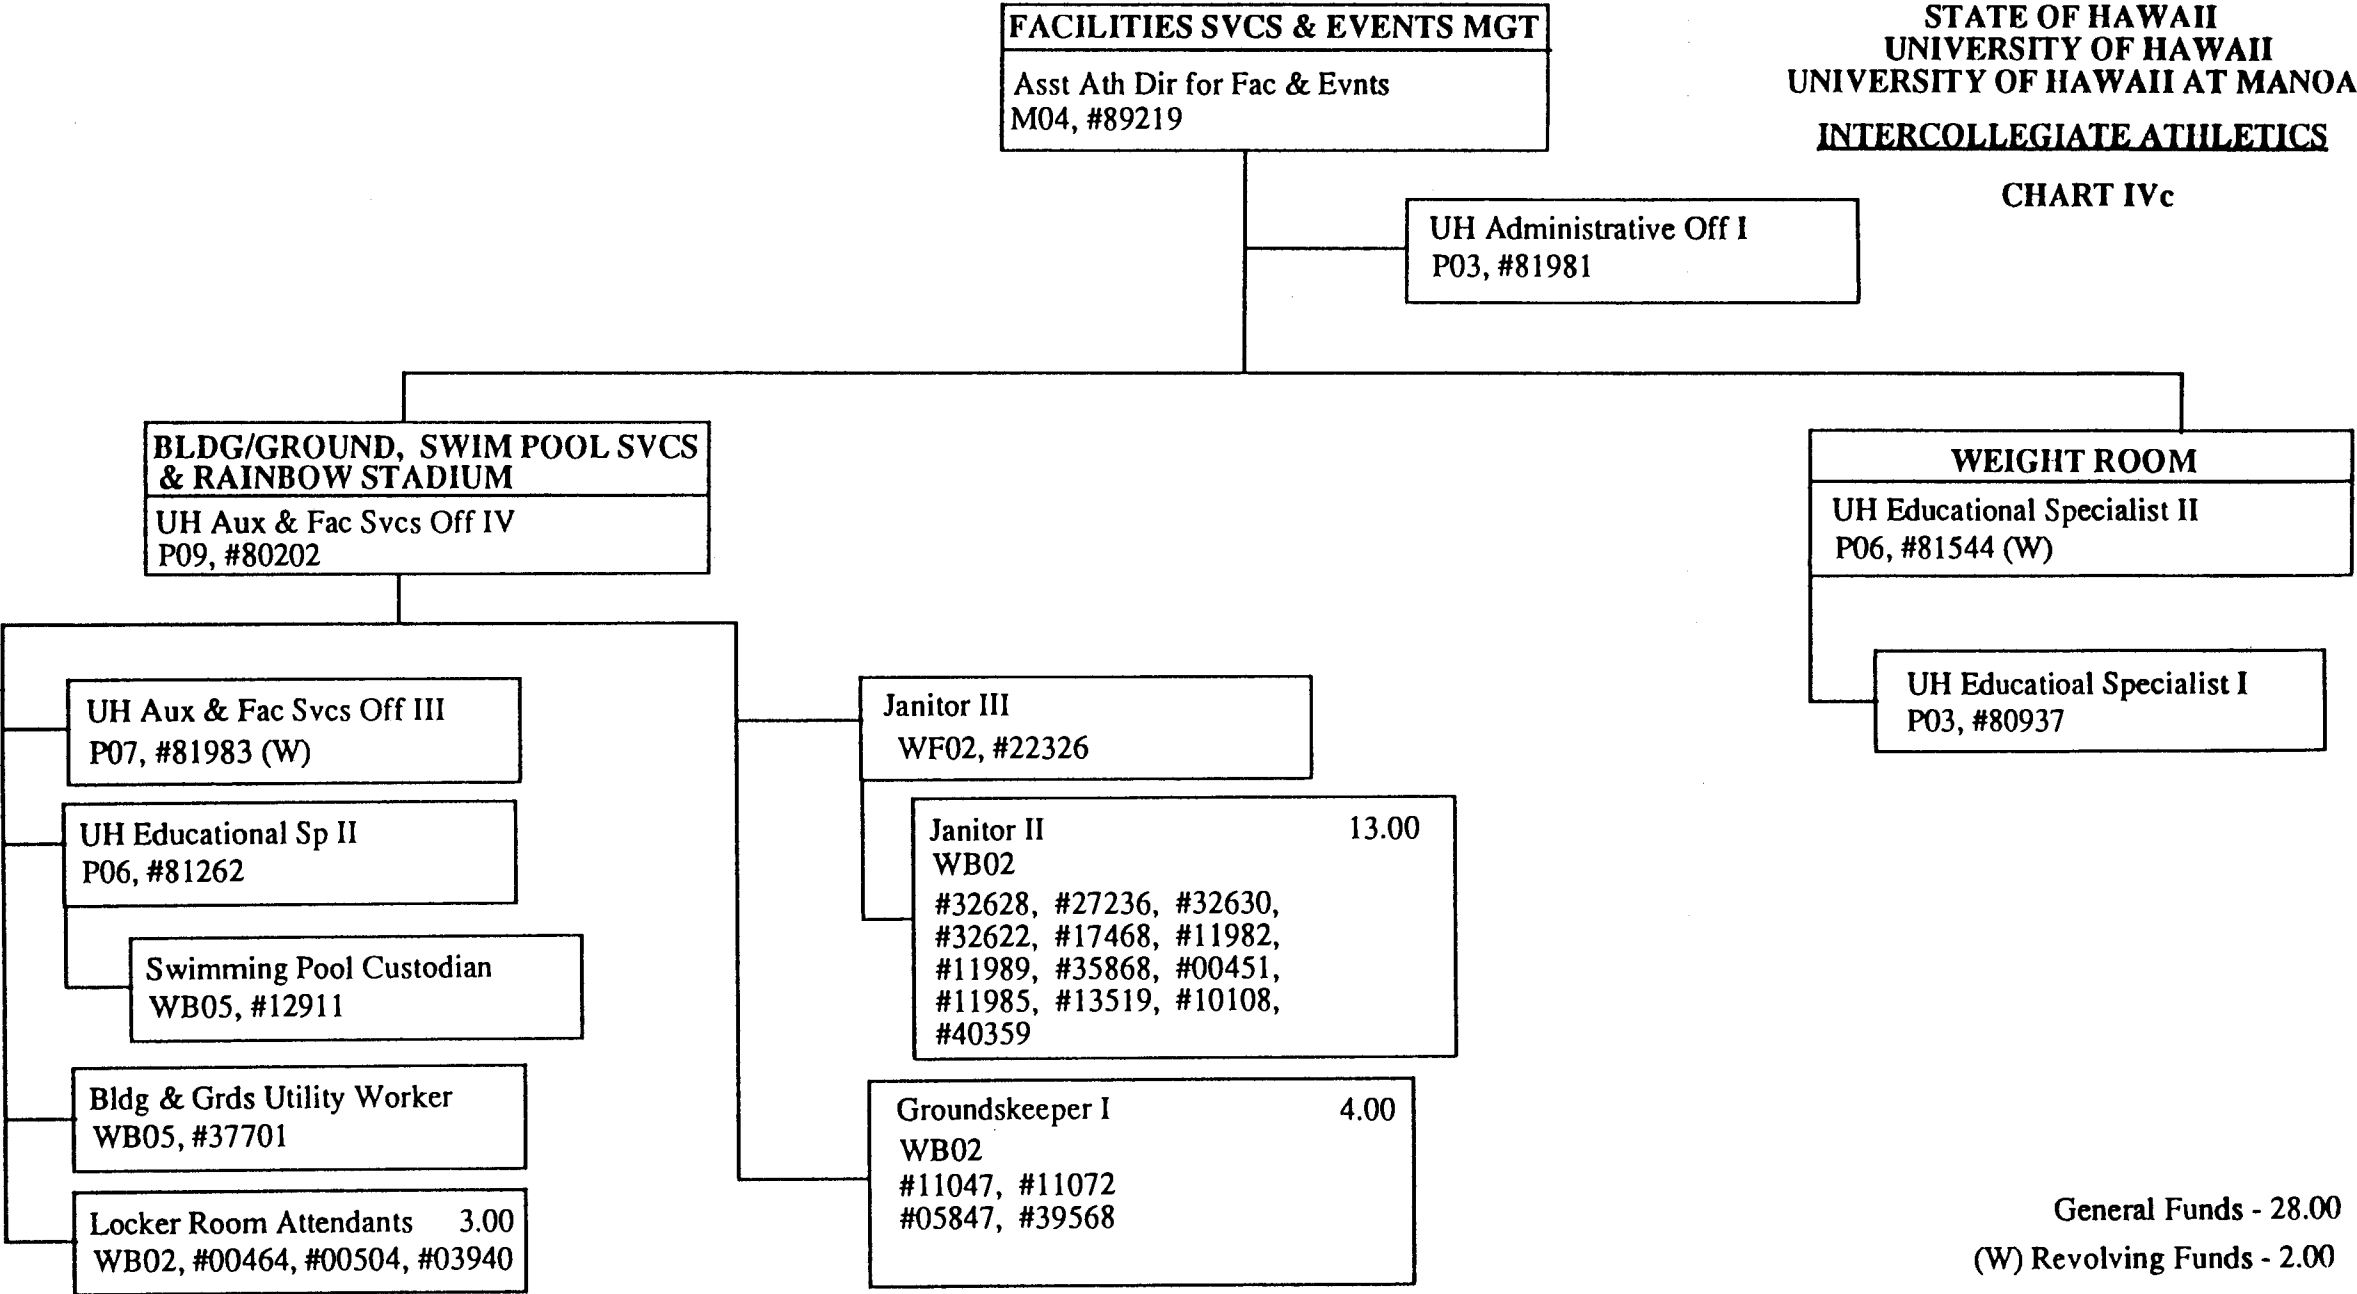 FACILITIES SVCS & EVENTS MGT
Asst Ath Dir for Fac & Evnts
M04, #89219
STATE OF HAWAII
UNIVERSITY OF HAWAII
UNIVERSITY OF HAWAII AT MANOA
INTERCOLLEGIATE ATHLETICS
CHART IVc
UH Administrative Off I
P03, #81981
BLDG/GROUND, SWIM POOL SVCS
& RAINBOW STADIUM
UH Aux & Fac Svcs Off IV
P09, #80202
WEIGHT ROOM
UH Educational Specialist II
P06, #81544 (W)
UH Educatioal Specialist I
P03, #80937
UH Aux & Fac Svcs Off III
P07, #81983 (W)
UH Educational Sp II
P06, #81262
Swimming Pool Custodian
WB05, #12911
Bldg & Grds Utility Worker
WB05, #37701
Locker Room Attendants 3.00
WB02, #00464, #00504, #03940
Janitor III
WF02, #22326
Janitor II 13.00
WB02
#32628, #27236, #32630,
#32622, #17468, #11982,
#11989, #35868, #00451,
#11985, #13519, #10108,
#40359
Groundskeeper I 4.00
WB02
#11047, #11072
#05847, #39568
General Funds - 28.00
(W) Revolving Funds - 2.00